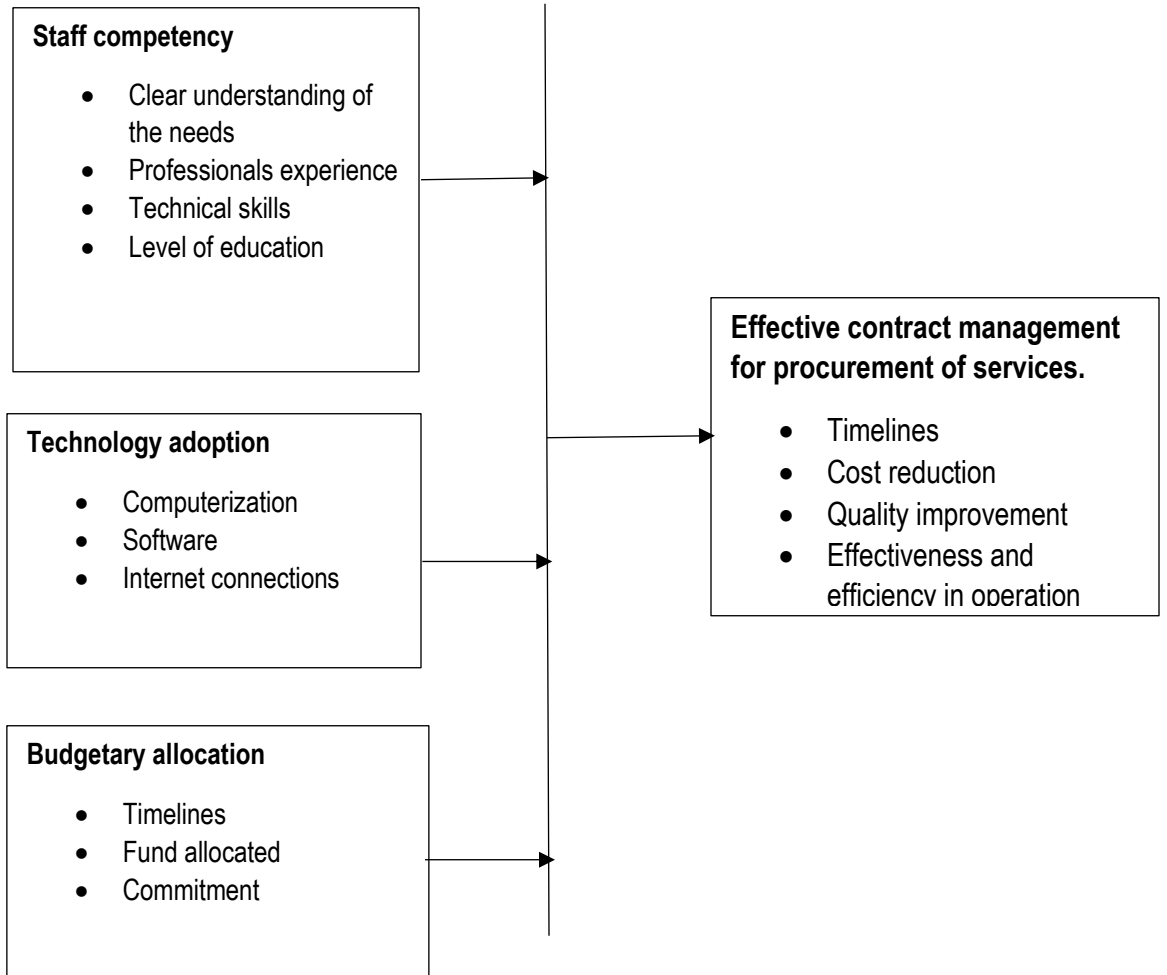 Staff competency
• Clear understanding of
the needs
• Professionals experience
• Technical skills
• Level of education
Technology adoption
• Computerization
• Software
• Internet connections
Budgetary allocation
• Timelines
• Fund allocated
• Commitment
Effective contract management
for procurement of services.
• Timelines
• Cost reduction
• Quality improvement
• Effectiveness and
efficiency in operation